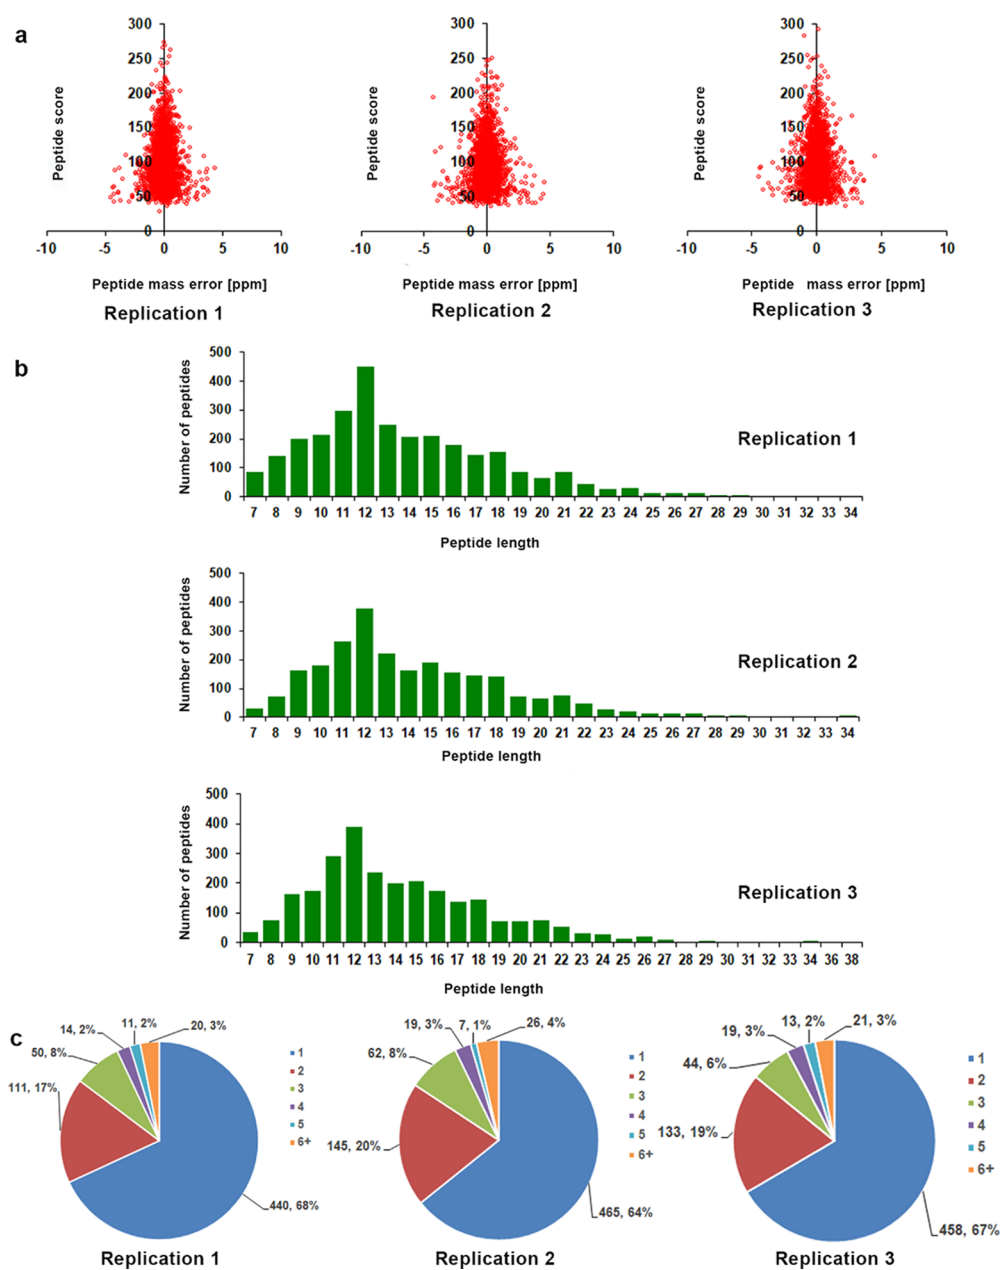 a
300
250
200
150
100
50
0
-10 -5 0 5 10
Peptide score
Peptide mass error [ppm]
Replication 1
300
250
200
150
100
50
0
-10 -5 0 5 10
Peptide score
Peptide mass error [ppm]
Replication 2
300
250
200
150
100
50
0
-10 -5 0 5 10
Peptide score
Peptide mass error [ppm]
Replication 3
b
Number of peptides
500
400
300
200
100
0
7 8 9 10 11 12 13 14 15 16 17 18 19 20 21 22 23 24 25 26 27 28 29 30 31 32 33 34
Peptide length
Replication 1
Number of peptides
500
400
300
200
100
0
7 8 9 10 11 12 13 14 15 16 17 18 19 20 21 22 23 24 25 26 27 28 29 30 31 32 33 34
Peptide length
Replication 2
Number of peptides
500
400
300
200
100
0
7 8 9 10 11 12 13 14 15 16 17 18 19 20 21 22 23 24 25 26 27 28 29 30 31 32 33 34 36 38
Peptide length
Replication 3
c
14, 2%
11, 2%
20, 3%
50, 8%
111, 17%
440, 68%
1
2
3
4
5
6+
Replication 1
19, 3%
7, 1%
26, 4%
62, 8%
145, 20%
465, 64%
1
2
3
4
5
6+
Replication 2
19, 3%
13, 2%
21, 3%
44, 6%
133, 19%
458, 67%
1
2
3
4
5
6+
Replication 3